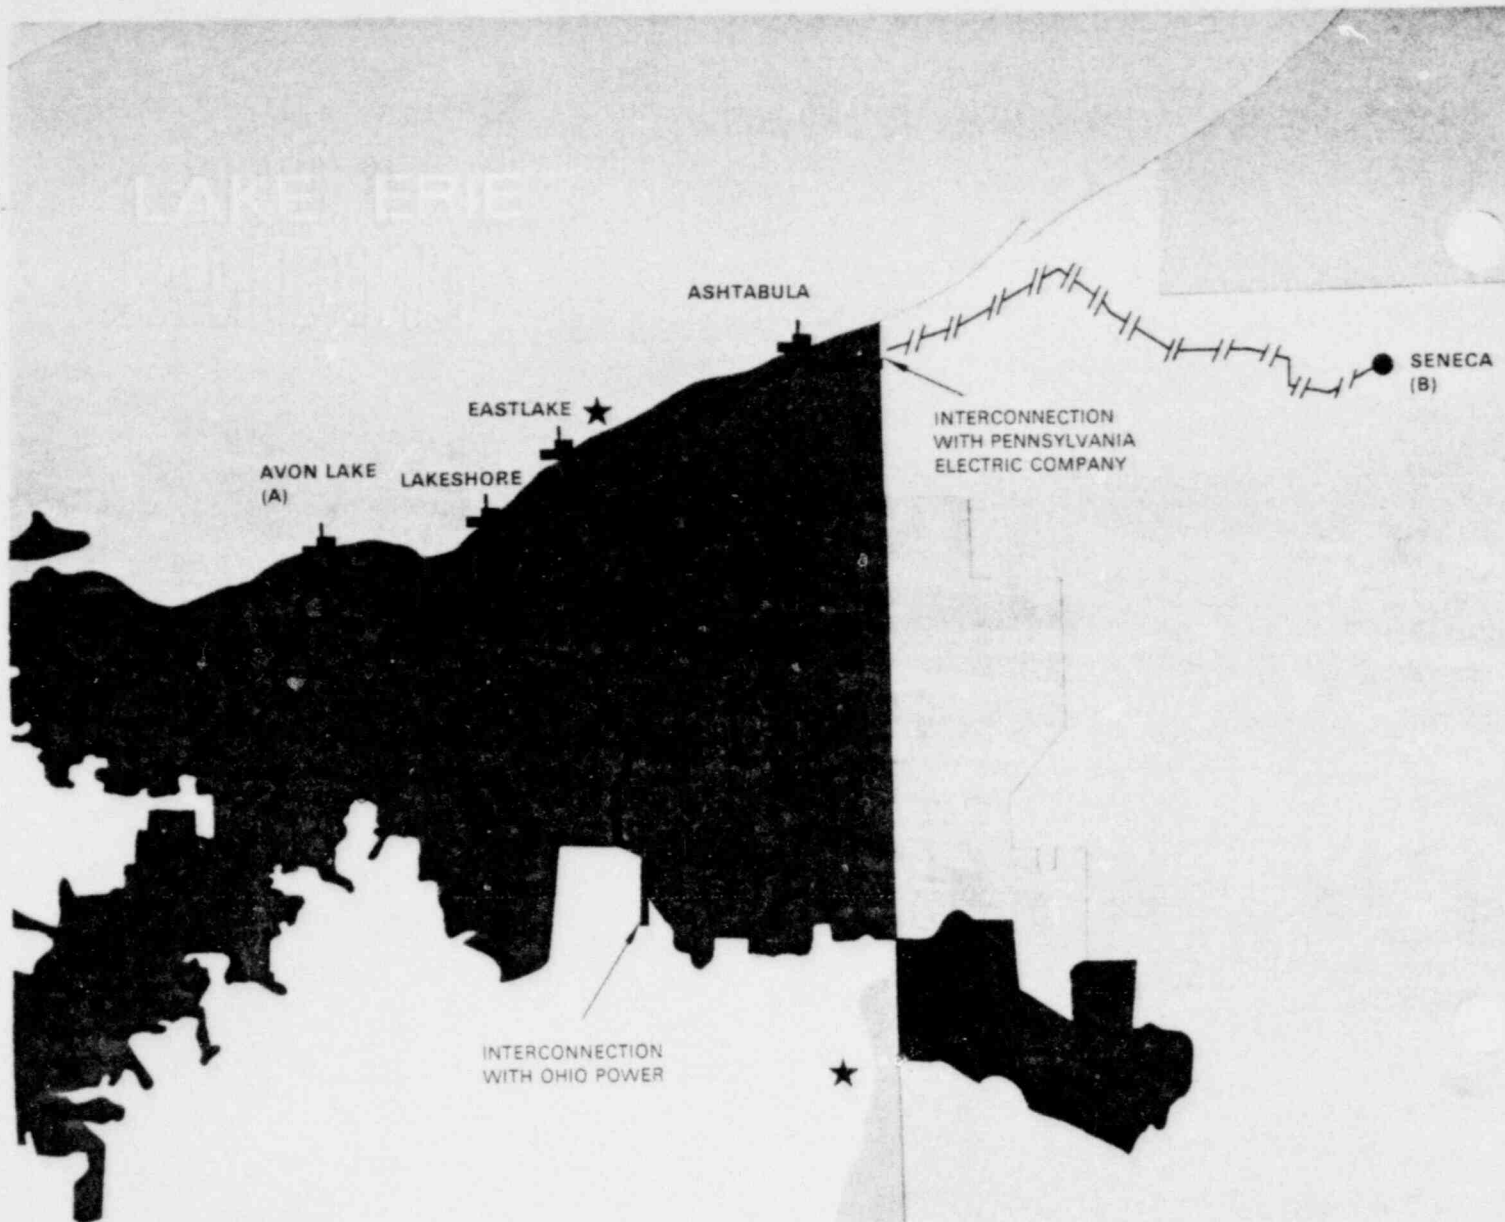 LAKE ERIE
ASHTABULA
SENECA
(B)
EASTLAKE
INTERCONNECTION
WITH PENNSYLVANIA
ELECTRIC COMPANY
AVON LAKE
(A)
LAKESHORE
INTERCONNECTION
WITH OHIO POWER